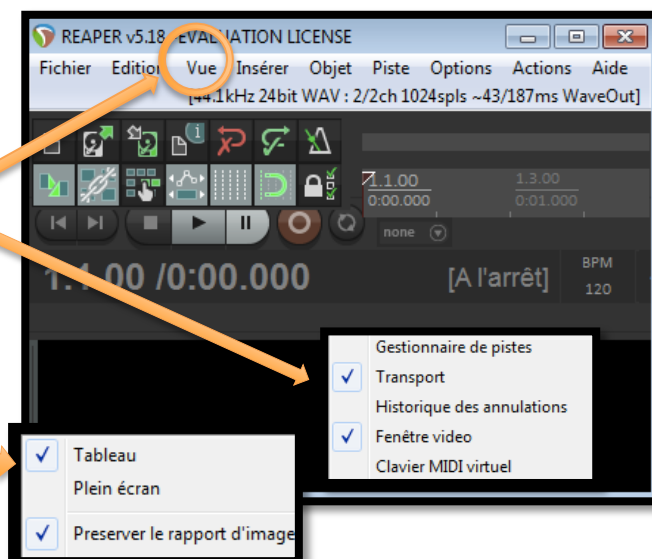 REAPER v5.18 - EVALUATION LICENSE
Fichier Edition Vue Insérer Objet Piste Options Actions Aide
[44.1kHz 24bit WAV : 2/2ch 1024spls ~43/187ms WaveOut]
1.1.00 1.3.00
0:00.000 0:01.000
none
1.1.00 /0:00.000 [A l'arrêt] BPM
120
Gestionnaire de pistes
Transport
Historique des annulations
Fenêtre video
Clavier MIDI virtuel
Tableau
Plein écran
Preserver le rapport d'image